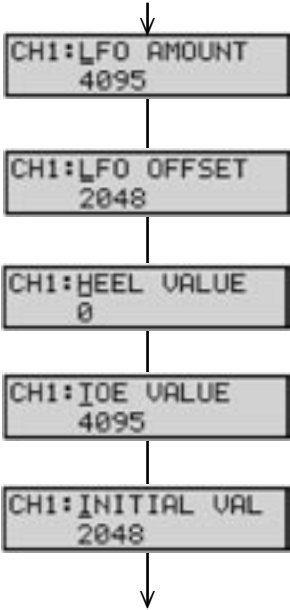 CH1:LFO AMOUNT
4095
CH1:LFO OFFSET
2048
CH1:HEEL VALUE
0
CH1:TOE VALUE
4095
CH1:INITIAL VAL
2048